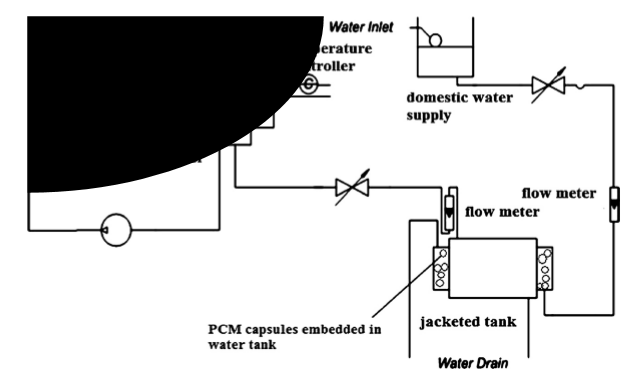 Water Inlet
domestic water
supply
flow meter
flow meter
PCM capsules embedded in
water tank
jacketed tank
Water Drain